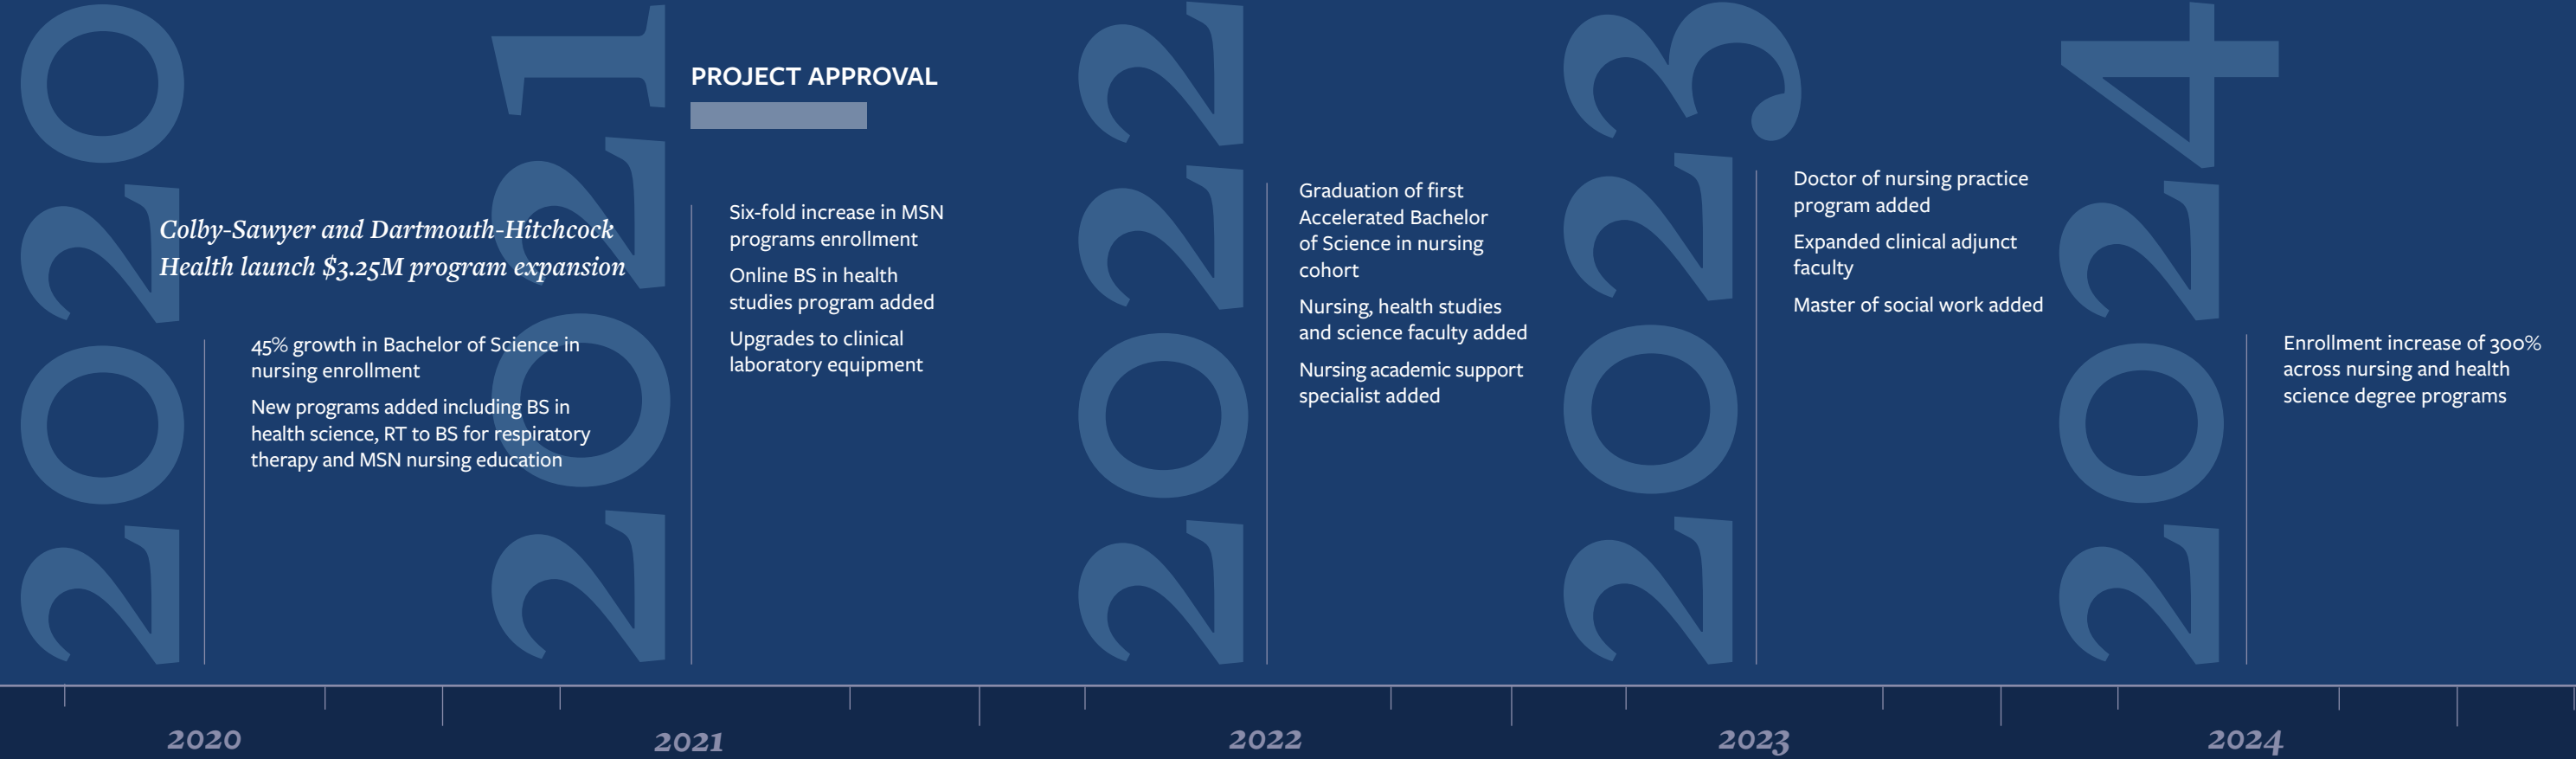 2020
Colby-Sawyer and Dartmouth-Hitchcock
Health launch $3.25M program expansion
45% growth in Bachelor of Science in
nursing enrollment
New programs added including BS in
health science, RT to BS for respiratory
therapy and MSN nursing education
2021
PROJECT APPROVAL
Six-fold increase in MSN
programs enrollment
Online BS in health
studies program added
Upgrades to clinical
laboratory equipment
2022
Graduation of first
Accelerated Bachelor
of Science in nursing
cohort
Nursing, health studies
and science faculty added
Nursing academic support
specialist added
2023
Doctor of nursing practice
program added
Expanded clinical adjunct
faculty
Master of social work added
2024
Enrollment increase of 300%
across nursing and health
science degree programs
2020
2021
2022
2023
2024